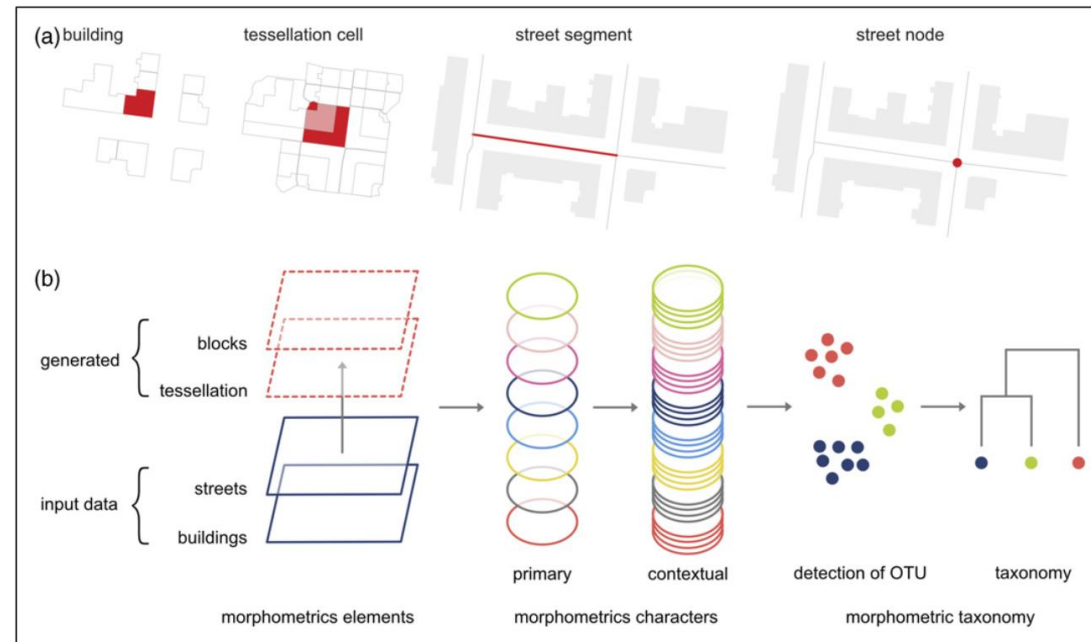 (a) building
tessellation cell
street segment
street node
(b)
generated
blocks
tessellation
input data
streets
buildings
primary
contextual
detection of OTU
taxonomy
morphometrics elements
morphometrics characters
morphometric taxonomy